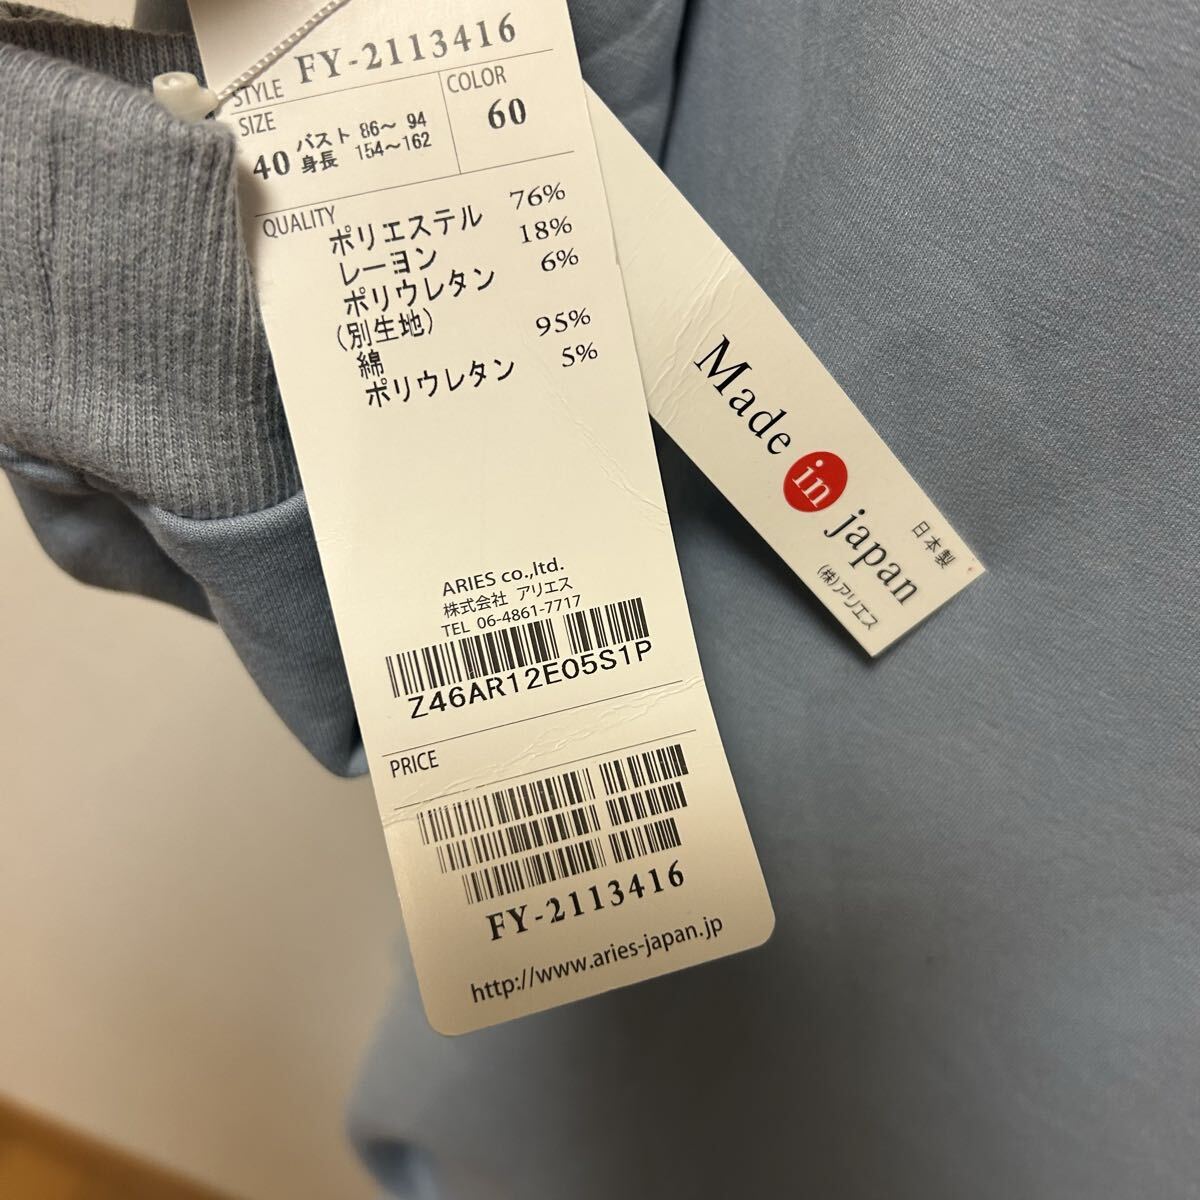 STYLE FY-2113416
SIZE
40 バスト 86～ 94
身長 154～162
COLOR
60
QUALITY
ポリエステル 76%
レーヨン 18%
ポリウレタン 6%
(別生地)
綿 95%
ポリウレタン 5%
ARIES co.,ltd.
株式会社 アリエス
TEL 06-4861-7717
Z46AR12E05S1P
PRICE
FY-2113416
http://www.aries-japan.jp
Made in japan
日本製
(株)アリエス